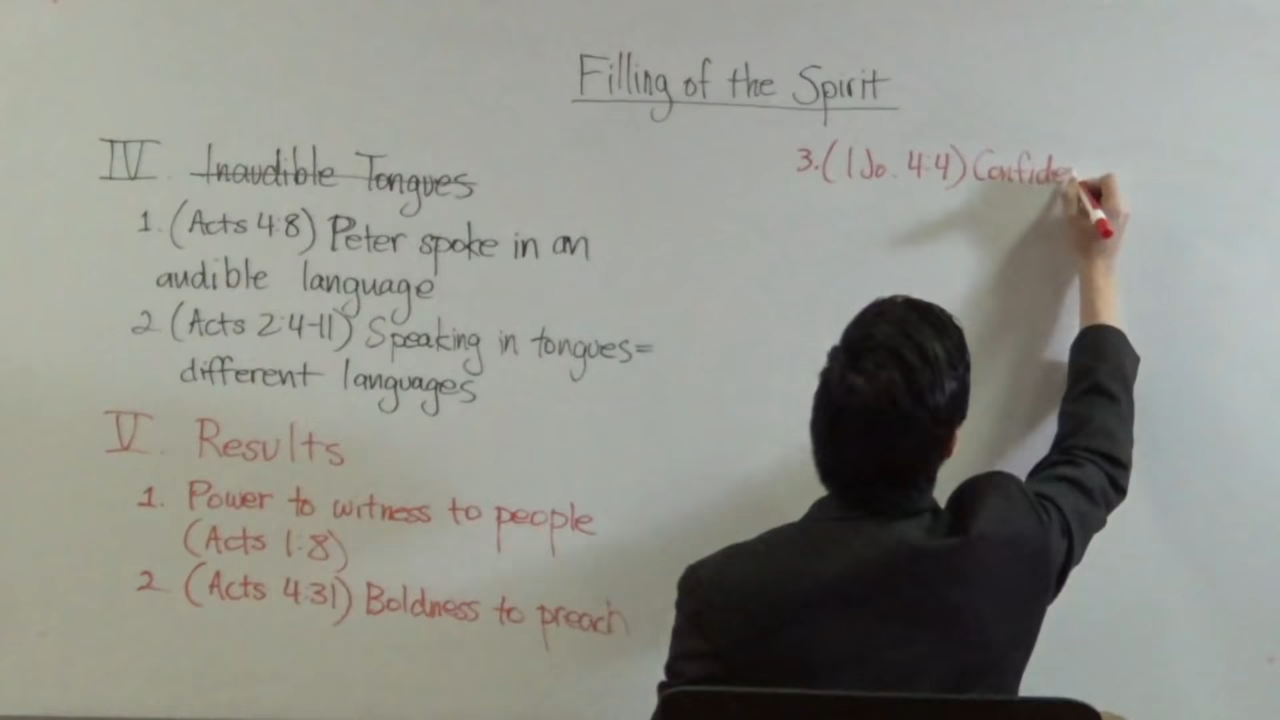 Filling of the Spirit
IV. Inaudible Tongues
1. (Acts 4:8) Peter spoke in an
audible language
2 (Acts 2:4-11) Speaking in tongues=
different languages
V. Results
1. Power to witness to people
(Acts 1:8)
2 (Acts 4:31) Boldness to preach
3. (1 Jo. 4:4) Confide